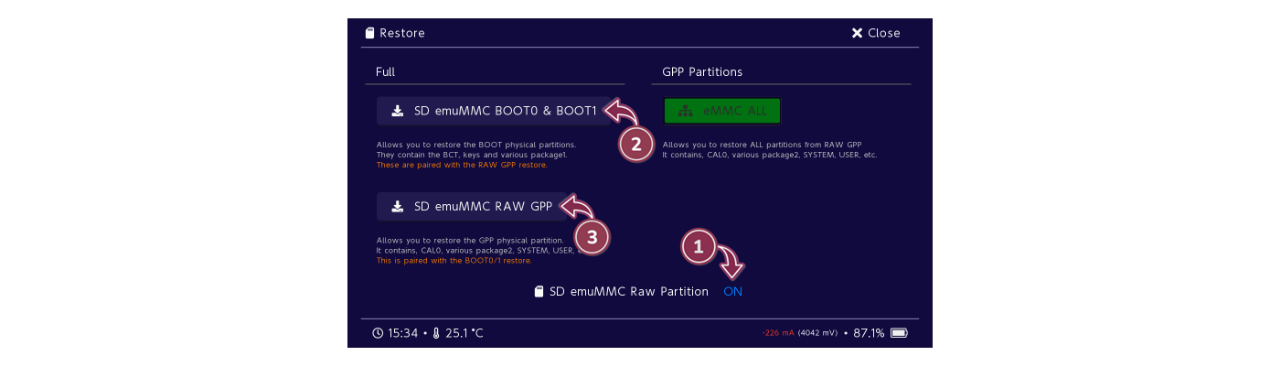 Restore
Close
Full
GPP Partitions
SD emuMMC BOOT0 & BOOT1
eMMC ALL
2
Allows you to restore the BOOT physical partitions.
They contain the BCT, keys and various package1.
These are paired with the RAW GPP restore.
Allows you to restore ALL partitions from RAW GPP
It contains, CAL0, various package2, SYSTEM, USER, etc.
SD emuMMC RAW GPP
3
Allows you to restore the GPP physical partition.
It contains, CAL0, various package2, SYSTEM, USER,
This is paired with the BOOT0/1 restore.
1
SD emuMMC Raw Partition ON
15:34 • 25.1 °C
-226 mA (4042 mV) • 87.1%